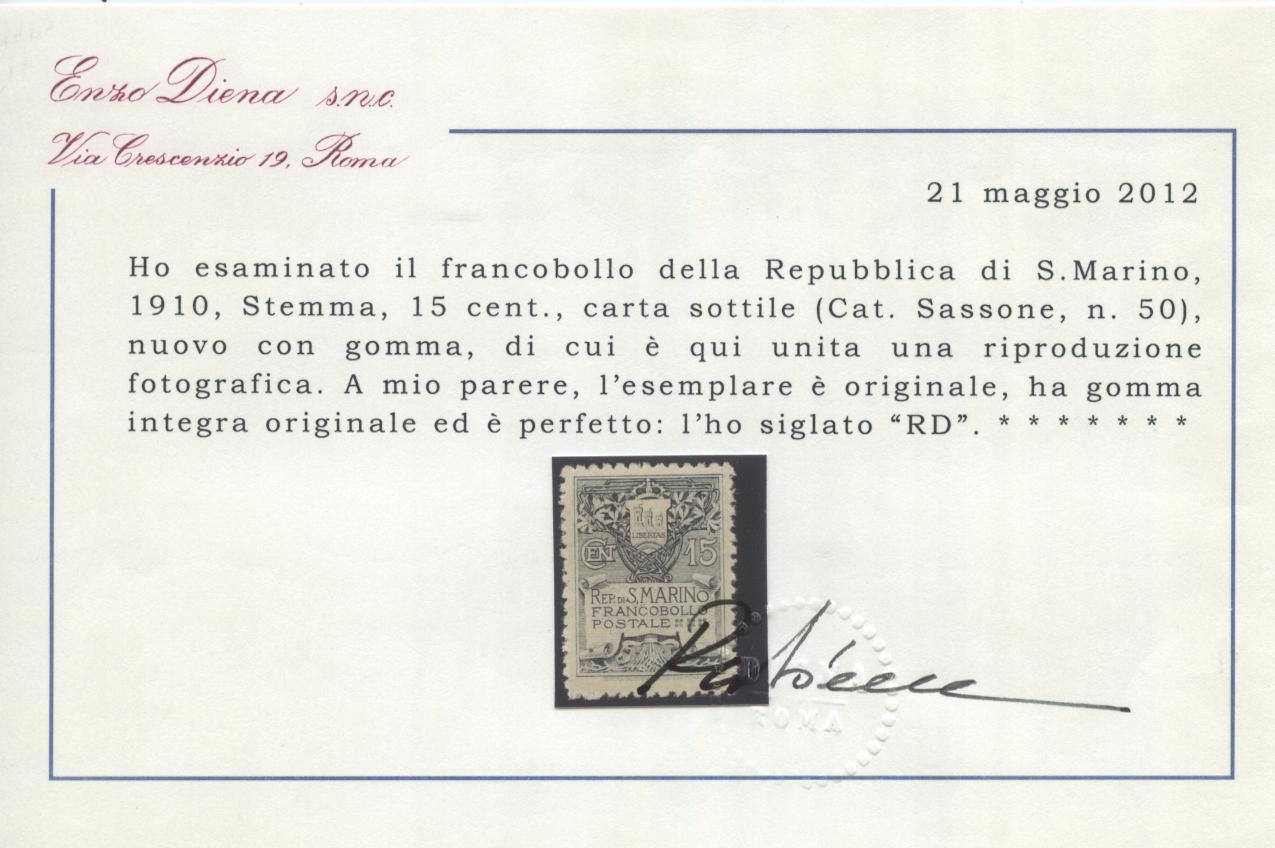 Enzo Diena s.n.c.
Via Crescenzio 19, Roma
21 maggio 2012
Ho esaminato il francobollo della Repubblica di S.Marino,
1910, Stemma, 15 cent., carta sottile (Cat. Sassone, n. 50),
nuovo con gomma, di cui è qui unita una riproduzione
fotografica. A mio parere, l'esemplare è originale, ha gomma
integra originale ed è perfetto: l'ho siglato “RD”. * * * * * * *
LIBERTAS
CENT 15
REP. DI S. MARINO
FRANCOBOLLO
POSTALE